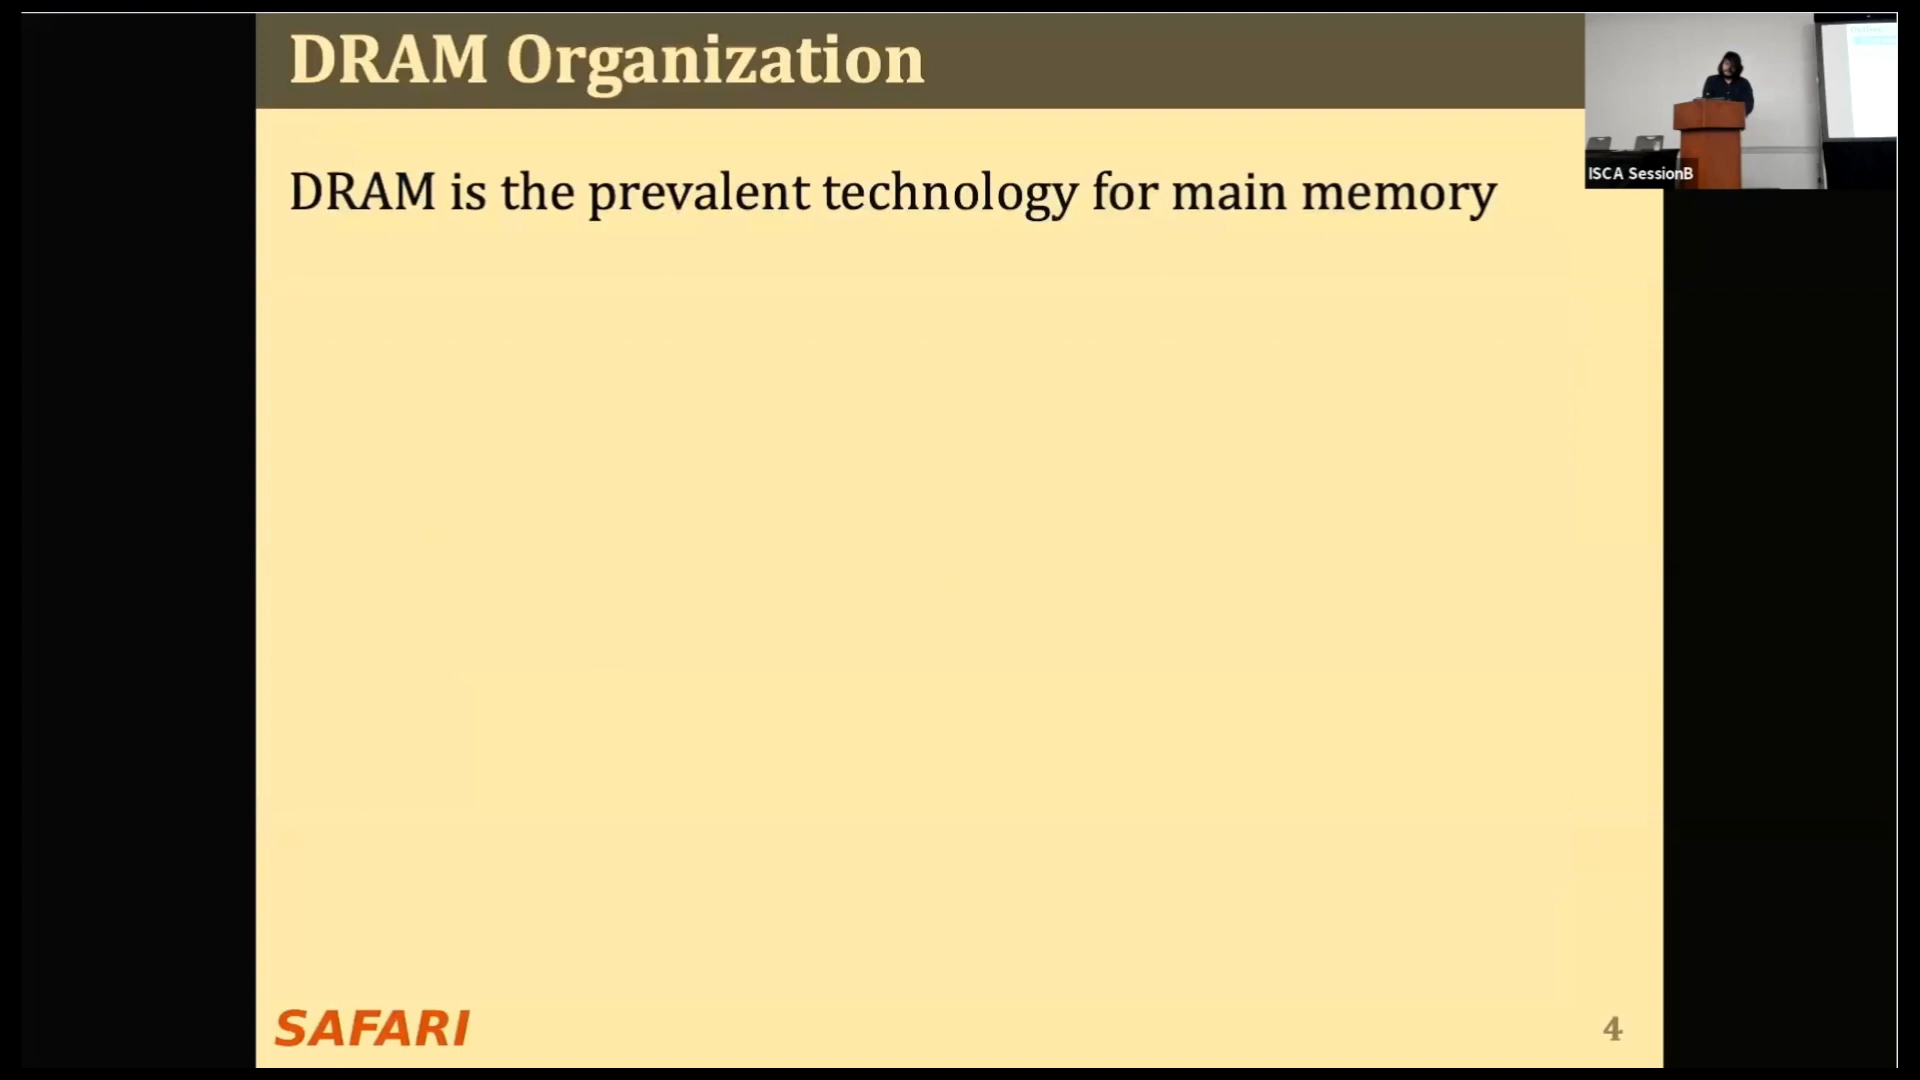 DRAM Organization
DRAM is the prevalent technology for main memory
ISCA SessionB
SAFARI
4